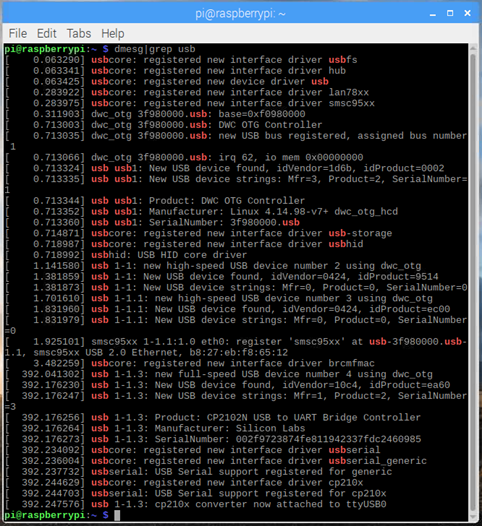 pi@raspberrypi: ~
File Edit Tabs Help
pi@raspberrypi:~ $ dmesg|grep usb
[    0.063290] usbcore: registered new interface driver usbfs
[    0.063341] usbcore: registered new interface driver hub
[    0.063425] usbcore: registered new device driver usb
[    0.283922] usbcore: registered new interface driver lan78xx
[    0.283975] usbcore: registered new interface driver smsc95xx
[    0.311903] dwc_otg 3f980000.usb: base=0xf0980000
[    0.713003] dwc_otg 3f980000.usb: DWC OTG Controller
[    0.713035] dwc_otg 3f980000.usb: new USB bus registered, assigned bus number
 1
[    0.713066] dwc_otg 3f980000.usb: irq 62, io mem 0x00000000
[    0.713324] usb usb1: New USB device found, idVendor=1d6b, idProduct=0002
[    0.713335] usb usb1: New USB device strings: Mfr=3, Product=2, SerialNumber=
1
[    0.713344] usb usb1: Product: DWC OTG Controller
[    0.713352] usb usb1: Manufacturer: Linux 4.14.98-v7+ dwc_otg_hcd
[    0.713360] usb usb1: SerialNumber: 3f980000.usb
[    0.714871] usbcore: registered new interface driver usb-storage
[    0.718987] usbcore: registered new interface driver usbhid
[    0.718992] usbhid: USB HID core driver
[    1.141580] usb 1-1: new high-speed USB device number 2 using dwc_otg
[    1.381859] usb 1-1: New USB device found, idVendor=0424, idProduct=9514
[    1.381873] usb 1-1: New USB device strings: Mfr=0, Product=0, SerialNumber=0
[    1.701610] usb 1-1.1: new high-speed USB device number 3 using dwc_otg
[    1.831960] usb 1-1.1: New USB device found, idVendor=0424, idProduct=ec00
[    1.831979] usb 1-1.1: New USB device strings: Mfr=0, Product=0, SerialNumber
=0
[    1.925101] smsc95xx 1-1.1:1.0 eth0: register 'smsc95xx' at usb-3f980000.usb-
1.1, smsc95xx USB 2.0 Ethernet, b8:27:eb:f8:65:12
[    3.482259] usbcore: registered new interface driver brcmfmac
[  392.041302] usb 1-1.3: new full-speed USB device number 4 using dwc_otg
[  392.176230] usb 1-1.3: New USB device found, idVendor=10c4, idProduct=ea60
[  392.176247] usb 1-1.3: New USB device strings: Mfr=1, Product=2, SerialNumber
=3
[  392.176256] usb 1-1.3: Product: CP2102N USB to UART Bridge Controller
[  392.176264] usb 1-1.3: Manufacturer: Silicon Labs
[  392.176273] usb 1-1.3: SerialNumber: 002f9723874fe811942337fdc2460985
[  392.234092] usbcore: registered new interface driver usbserial
[  392.236004] usbcore: registered new interface driver usbserial_generic
[  392.237732] usbserial: USB Serial support registered for generic
[  392.244629] usbcore: registered new interface driver cp210x
[  392.244703] usbserial: USB Serial support registered for cp210x
[  392.247576] usb 1-1.3: cp210x converter now attached to ttyUSB0
pi@raspberrypi:~ $